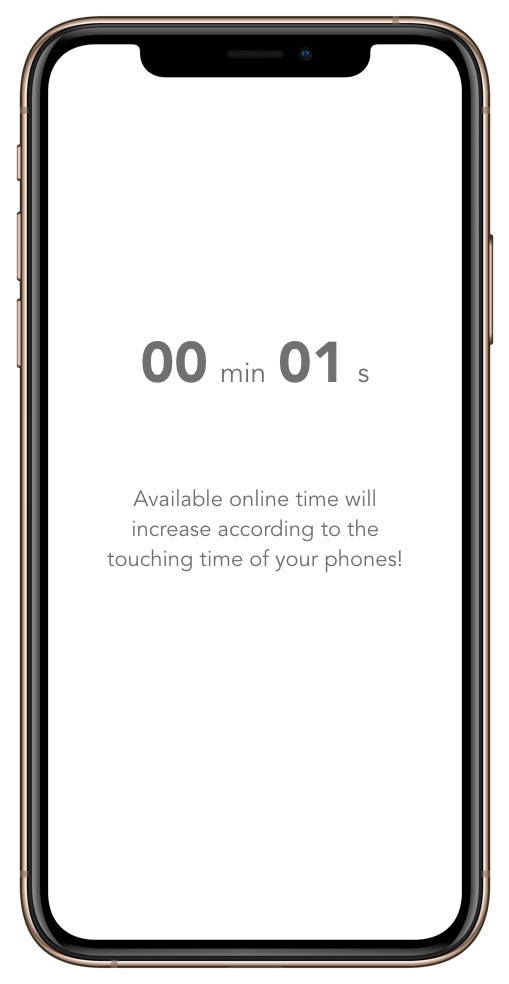 00 min 01 s
Available online time will
increase according to the
touching time of your phones!